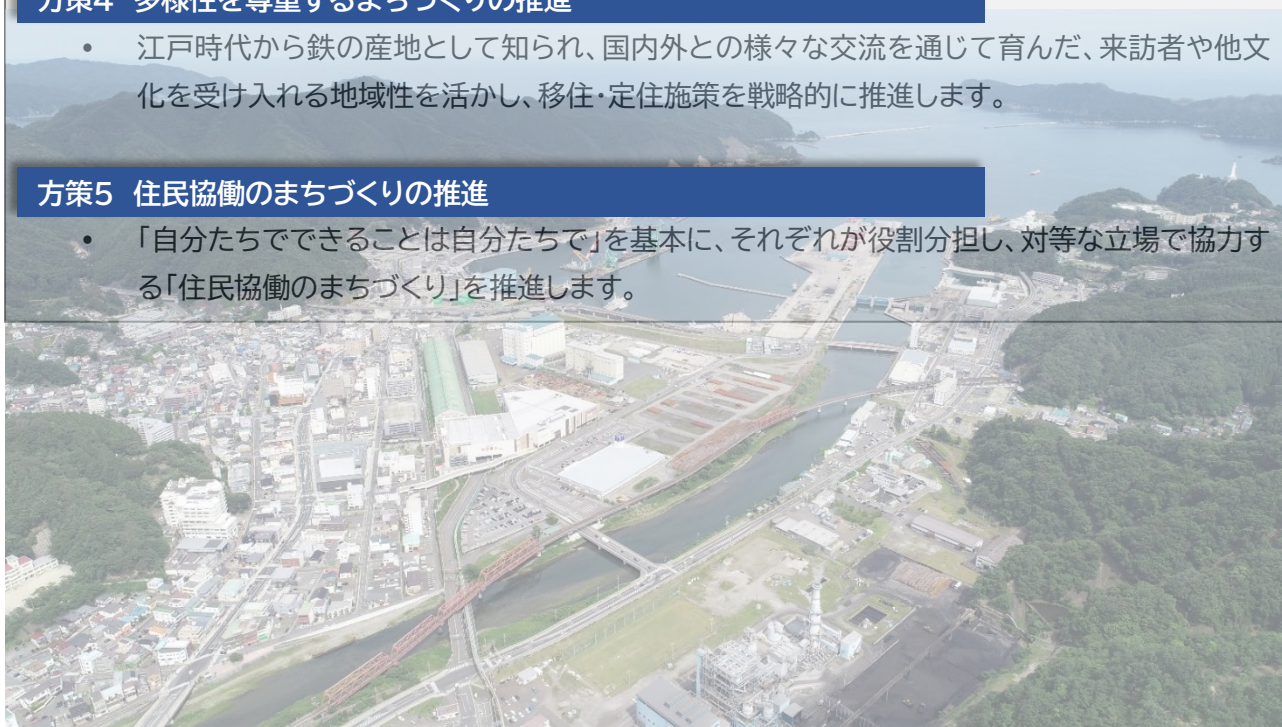 方策4 多様性を尊重するまちづくりの推進
• 江戸時代から鉄の産地として知られ、国内外との様々な交流を通じて育んだ、来訪者や他文
化を受け入れる地域性を活かし、移住・定住施策を戦略的に推進します。
方策5 住民協働のまちづくりの推進
• 「自分たちでできることは自分たちで」を基本に、それぞれが役割分担し、対等な立場で協力す
る「住民協働のまちづくり」を推進します。